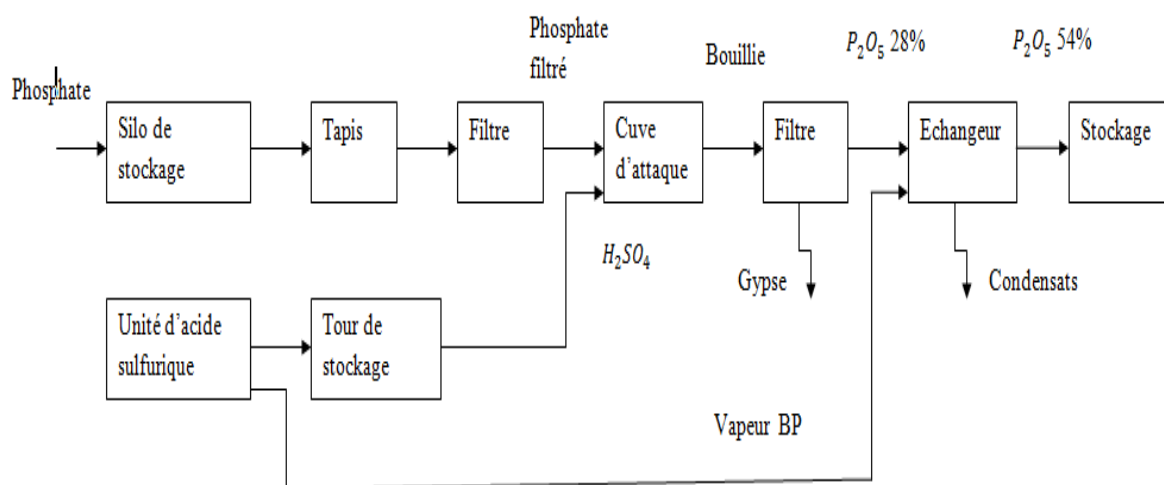 Phosphate
Silo de
stockage
Tapis
Filtre
Phosphate
filtré
Cuve
d'attaque
Bouillie
Filtre
P₂O₅ 28%
Echangeur
P₂O₅ 54%
Stockage
H₂SO₄
Gypse
Condensats
Unité d'acide
sulfurique
Tour de
stockage
Vapeur BP